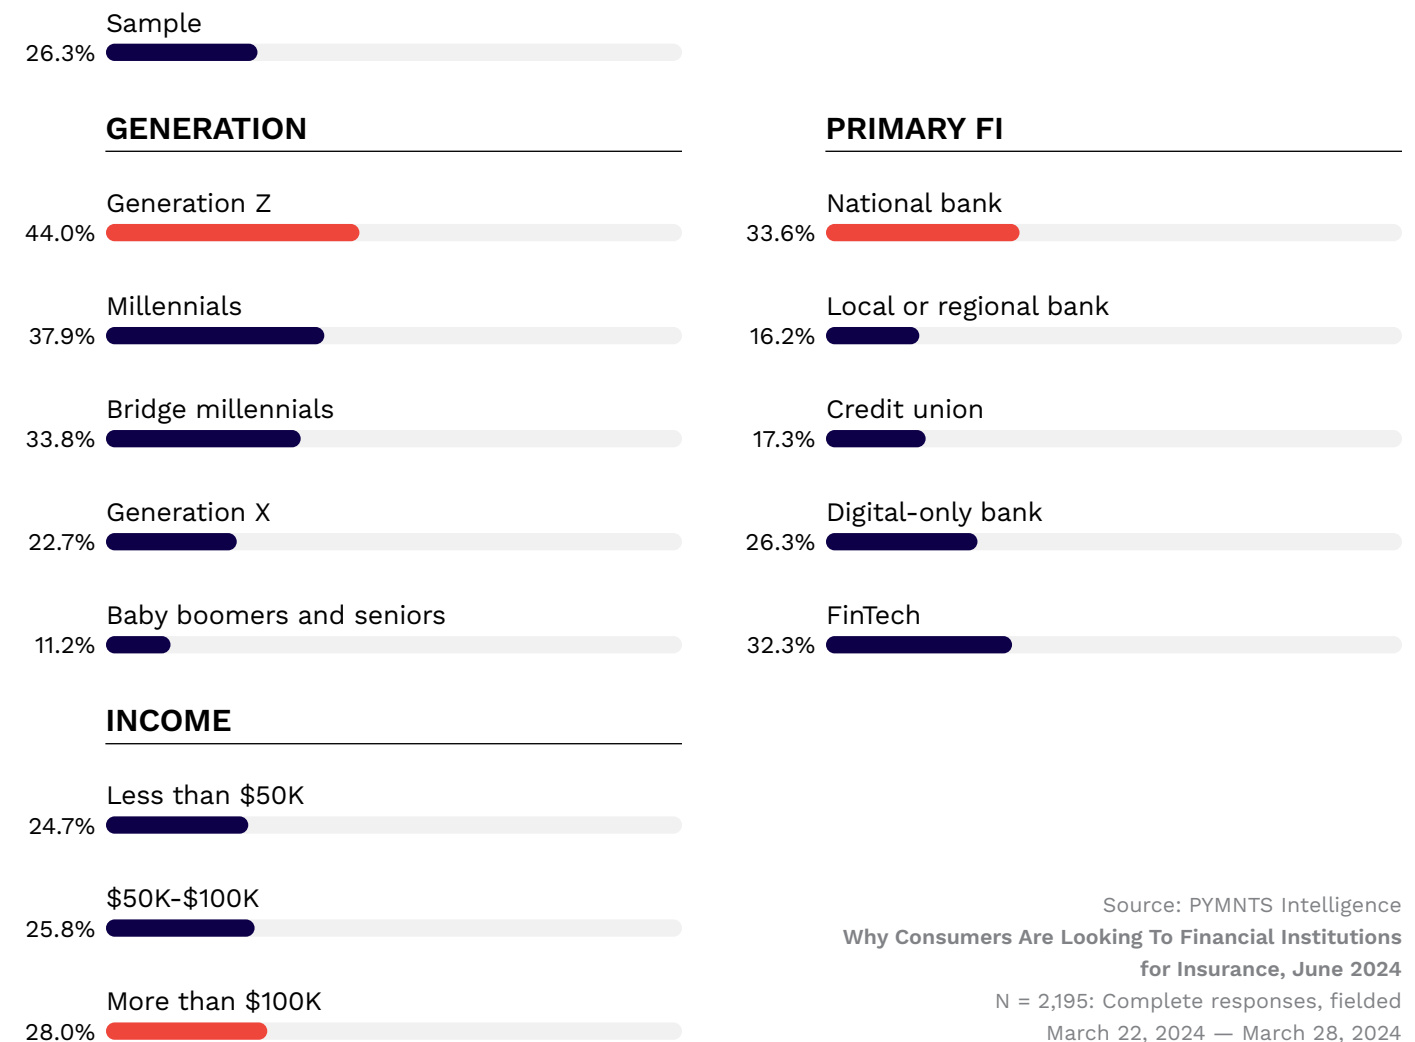 Sample
26.3%
GENERATION
Generation Z
44.0%
Millennials
37.9%
Bridge millennials
33.8%
Generation X
22.7%
Baby boomers and seniors
11.2%
INCOME
Less than $50K
24.7%
$50K-$100K
25.8%
More than $100K
28.0%
PRIMARY FI
National bank
33.6%
Local or regional bank
16.2%
Credit union
17.3%
Digital-only bank
26.3%
FinTech
32.3%
Source: PYMNTS Intelligence
Why Consumers Are Looking To Financial Institutions
for Insurance, June 2024
N = 2,195: Complete responses, fielded
March 22, 2024 — March 28, 2024